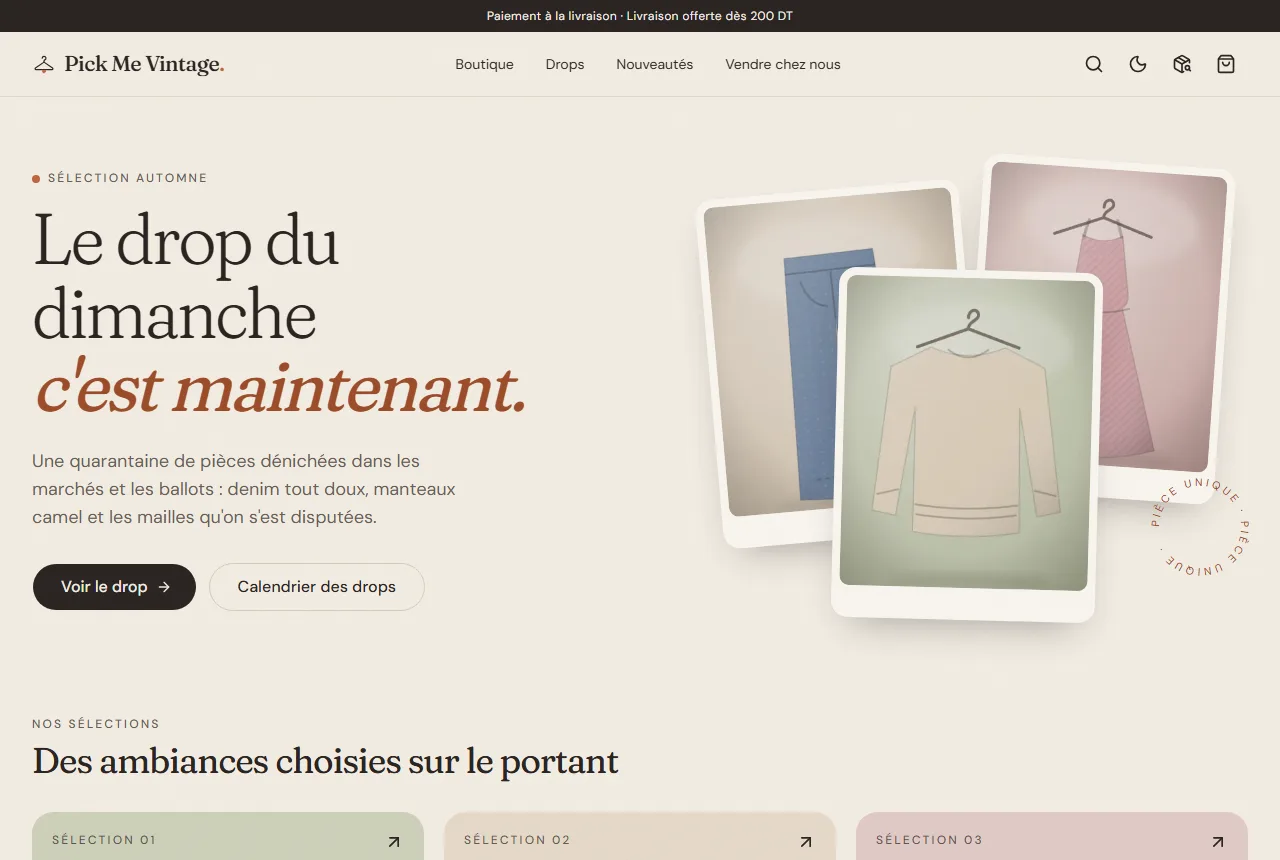 Paiement à la livraison · Livraison offerte dès 200 DT
Pick Me Vintage.
Boutique
Drops
Nouveautés
Vendre chez nous
SÉLECTION AUTOMNE
Le drop du
dimanche
c'est maintenant.
Une quarantaine de pièces dénichées dans les
marchés et les ballots : denim tout doux, manteaux
camel et les mailles qu'on s'est disputées.
Voir le drop →
Calendrier des drops
PIÈCE UNIQUE · PIÈCE UNIQUE ·
NOS SÉLECTIONS
Des ambiances choisies sur le portant
SÉLECTION 01
SÉLECTION 02
SÉLECTION 03